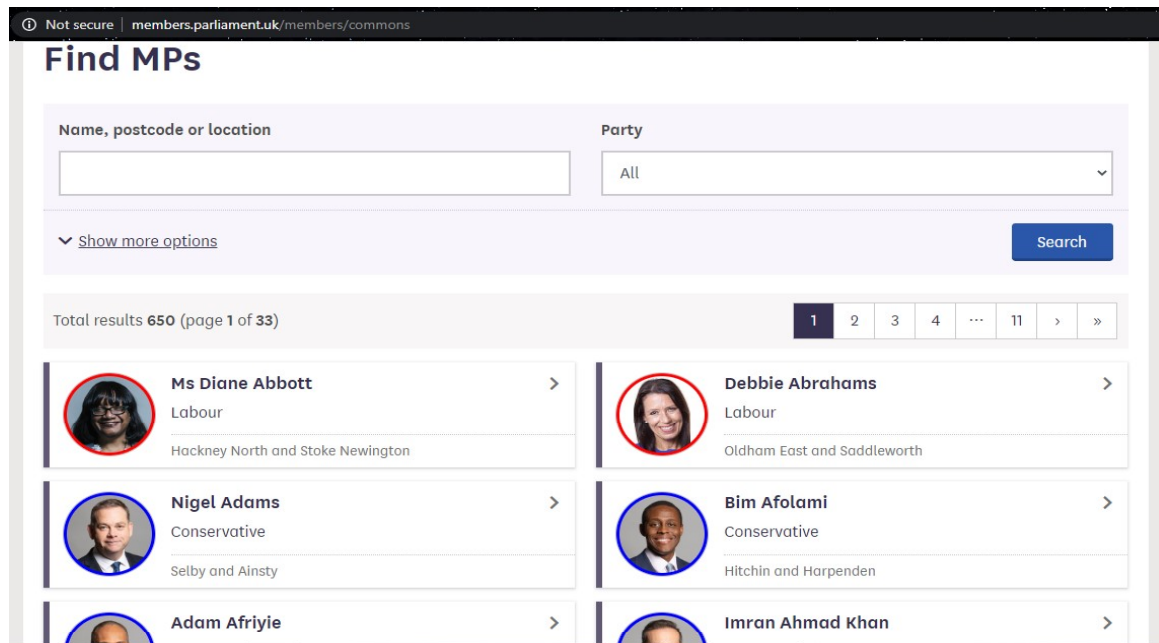 Not secure | members.parliament.uk/members/commons
Find MPs
Name, postcode or location
Party
All
Show more options
Search
Total results 650 (page 1 of 33)
1 2 3 4 ... 11 › »
Ms Diane Abbott
Labour
Hackney North and Stoke Newington
Debbie Abrahams
Labour
Oldham East and Saddleworth
Nigel Adams
Conservative
Selby and Ainsty
Bim Afolami
Conservative
Hitchin and Harpenden
Adam Afriyie
Imran Ahmad Khan